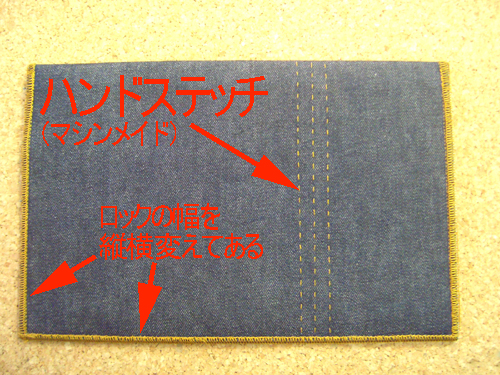 ハンドステッチ
(マシンメイド)
ロックの幅を
縦横変えてある